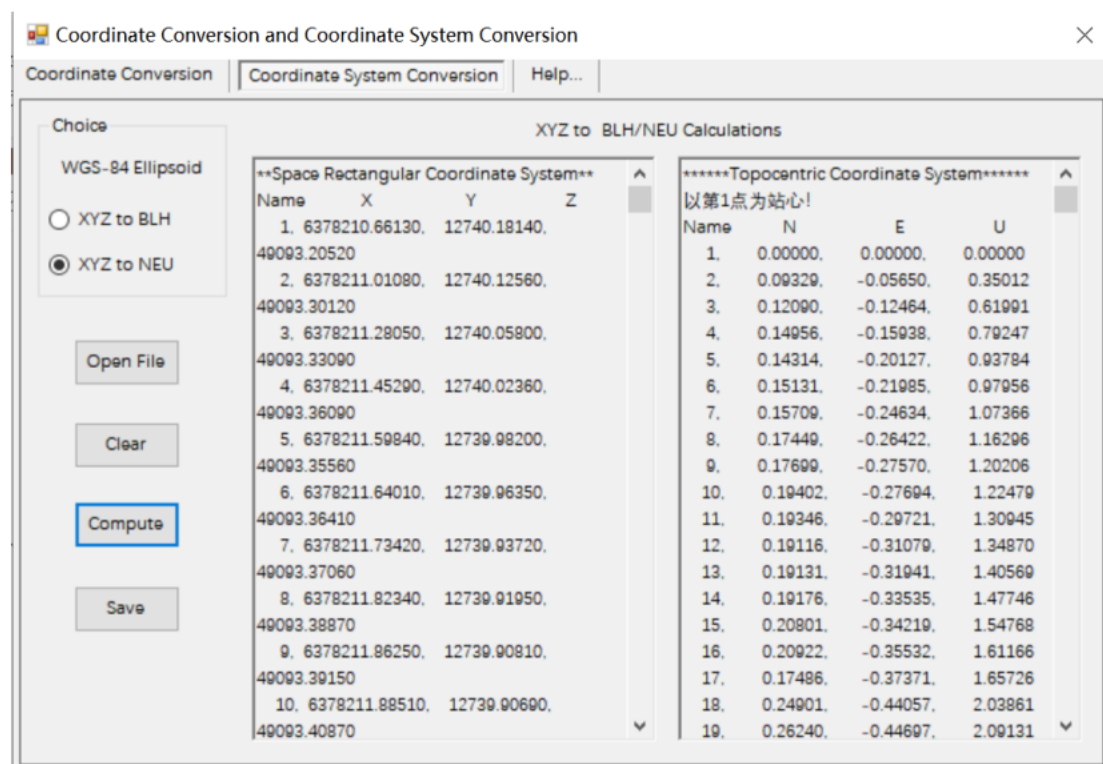 Coordinate Conversion and Coordinate System Conversion
Coordinate Conversion
Coordinate System Conversion
Help...
Choice
WGS-84 Ellipsoid
XYZ to BLH
XYZ to NEU
Open File
Clear
Compute
Save
XYZ to BLH/NEU Calculations
**Space Rectangular Coordinate System**
Name X Y Z
1, 6378210.66130, 12740.18140,
49093.20520
2, 6378211.01080, 12740.12560,
49093.30120
3, 6378211.28050, 12740.05800,
49093.33090
4, 6378211.45290, 12740.02360,
49093.36090
5, 6378211.59840, 12739.98200,
49093.35560
6, 6378211.64010, 12739.96350,
49093.36410
7, 6378211.73420, 12739.93720,
49093.37060
8, 6378211.82340, 12739.91950,
49093.38870
9, 6378211.86250, 12739.90810,
49093.39150
10, 6378211.88510, 12739.90690,
49093.40870
******Topocentric Coordinate System******
以第1点为站心!
Name N E U
1, 0.00000, 0.00000, 0.00000
2, 0.09329, -0.05650, 0.35012
3, 0.12090, -0.12464, 0.61991
4, 0.14956, -0.15938, 0.79247
5, 0.14314, -0.20127, 0.93784
6, 0.15131, -0.21985, 0.97956
7, 0.15709, -0.24634, 1.07366
8, 0.17449, -0.26422, 1.16296
9, 0.17699, -0.27570, 1.20206
10, 0.19402, -0.27694, 1.22479
11, 0.19346, -0.29721, 1.30945
12, 0.19116, -0.31079, 1.34870
13, 0.19131, -0.31941, 1.40569
14, 0.19176, -0.33535, 1.47746
15, 0.20801, -0.34219, 1.54768
16, 0.20922, -0.35532, 1.61166
17, 0.17486, -0.37371, 1.65726
18, 0.24901, -0.44057, 2.03861
19, 0.26240, -0.44697, 2.09131